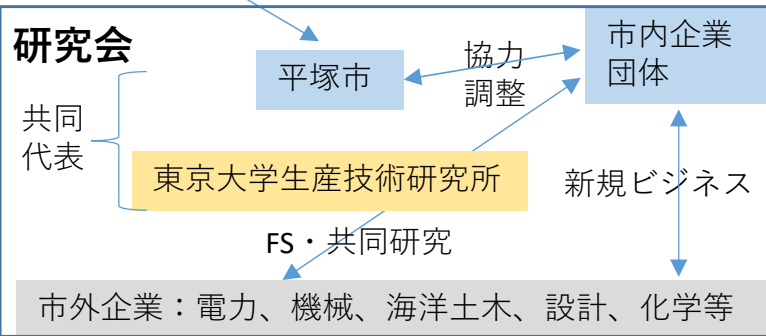 研究会
平塚市
協力
調整
市内企業
団体
共同
代表
東京大学生産技術研究所
新規ビジネス
FS・共同研究
市外企業：電力、機械、海洋土木、設計、化学等